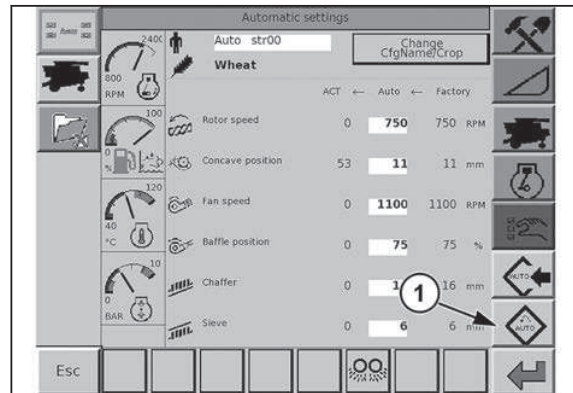 Automatic settings
2400
800
RPM
Auto str00
Wheat
Change
CfgName/Crop
ACT ← Auto ← Factory
100
0
%
Rotor speed 0 750 750 RPM
Concave position 53 11 11 mm
120
40
°C
Fan speed 0 1100 1100 RPM
Baffle position 0 75 75 %
10
0
BAR
Chaffer 0 1 16 mm
Sieve 0 6 6 mm
AUTO
1
AUTO
Esc